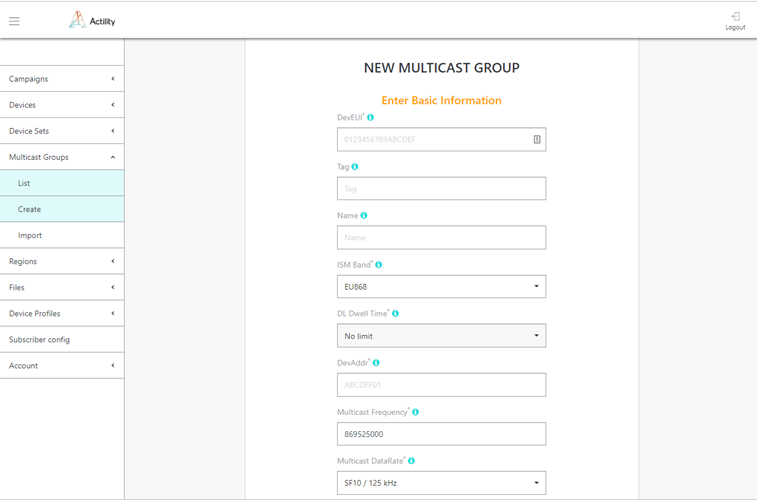 Actility
Logout
Campaigns
Devices
Device Sets
Multicast Groups
List
Create
Import
Regions
Files
Device Profiles
Subscriber config
Account
NEW MULTICAST GROUP
Enter Basic Information
DevEUI*
0123456789ABCDEF
Tag
Tag
Name
Name
ISM Band*
EU868
DL Dwell Time*
No limit
DevAddr*
ABCDEF01
Multicast Frequency*
869525000
Multicast DataRate*
SF10 / 125 kHz